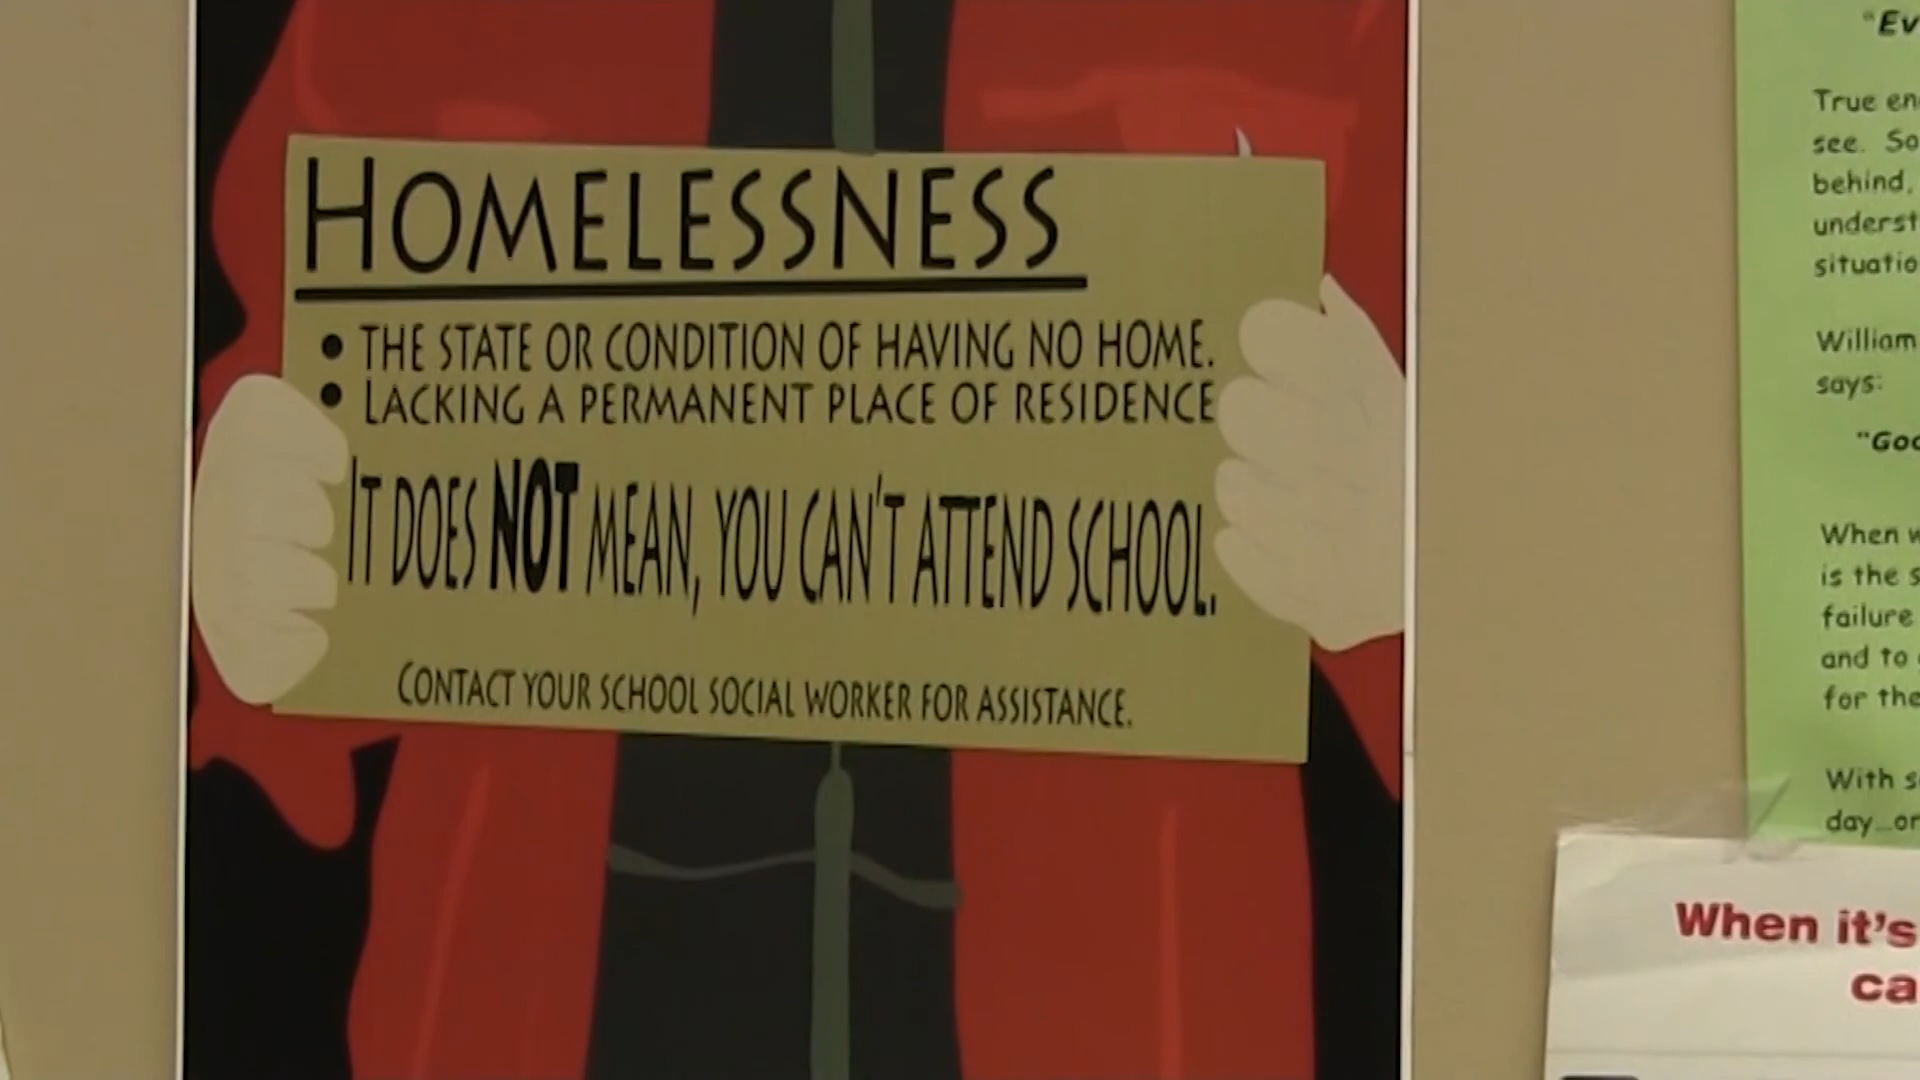 HOMELESSNESS
• THE STATE OR CONDITION OF HAVING NO HOME.
• LACKING A PERMANENT PLACE OF RESIDENCE
IT DOES NOT MEAN, YOU CAN'T ATTEND SCHOOL.
CONTACT YOUR SCHOOL SOCIAL WORKER FOR ASSISTANCE.
"Ev
True en
see. So
behind,
underst
situatio
William
says:
"Goo
When w
is the s
failure
and to
for the
With s
day...or
When it's
ca